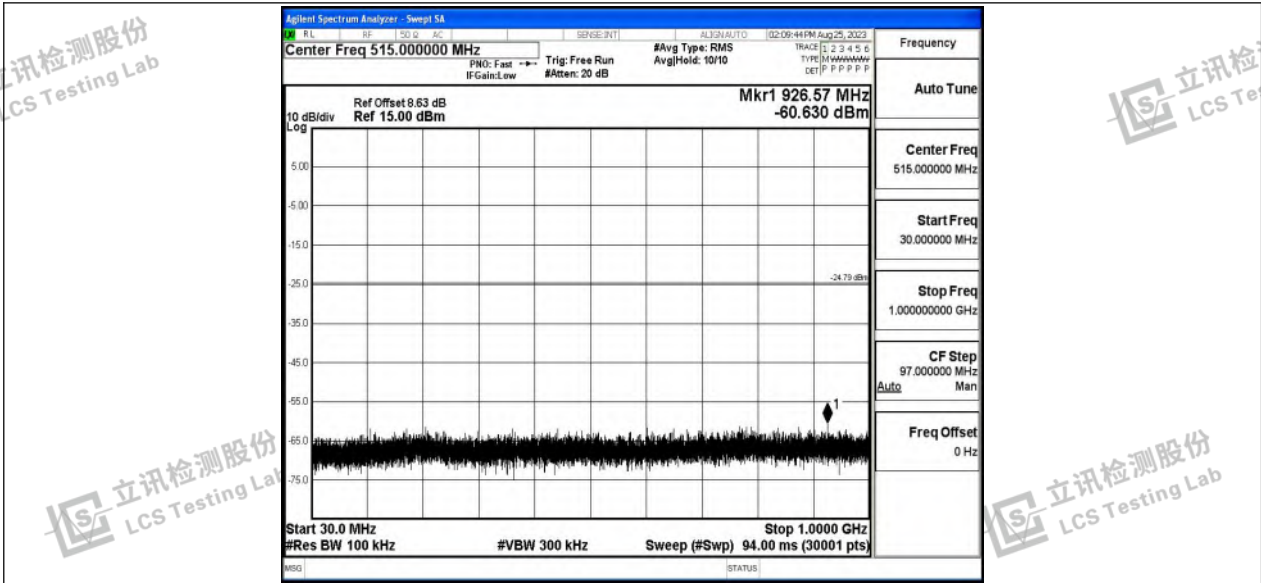 Agilent Spectrum Analyzer - Swept SA
RL RF 50 Ω AC SENSE:INT ALIGNAUTO 02:09:44 PM Aug 25, 2023
Center Freq 515.000000 MHz
PNO: Fast
IFGain:Low
Trig: Free Run
#Atten: 20 dB
#Avg Type: RMS
Avg|Hold: 10/10
TRACE 1 2 3 4 5 6
TYPE M WWWWW
DET P P P P P P
Frequency
Auto Tune
Center Freq
515.000000 MHz
Start Freq
30.000000 MHz
Stop Freq
1.000000000 GHz
CF Step
97.000000 MHz
Auto Man
Freq Offset
0 Hz
Mkr1 926.57 MHz
-60.630 dBm
Ref Offset 8.63 dB
10 dB/div Ref 15.00 dBm
Log
5.00
-5.00
-15.0
-24.79 dBm
-25.0
-35.0
-45.0
-55.0
1
-65.0
-75.0
Start 30.0 MHz Stop 1.0000 GHz
#Res BW 100 kHz #VBW 300 kHz Sweep (#Swp) 94.00 ms (30001 pts)
MSG STATUS
立讯检测股份
LCS Testing Lab
立讯检
LCS Tes
立讯检测股份
LCS Testing Lab
立讯检测股份
LCS Testing Lab